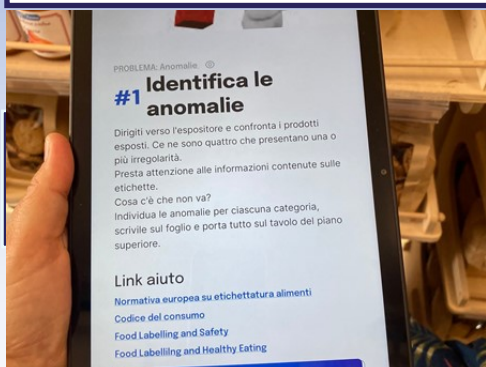 PROBLEMA: Anomalie
#1 Identifica le
anomalie
Dirigiti verso l'espositore e confronta i prodotti
esposti. Ce ne sono quattro che presentano una o
più irregolarità.
Presta attenzione alle informazioni contenute sulle
etichette.
Cosa c'è che non va?
Individua le anomalie per ciascuna categoria,
scrivile sul foglio e porta tutto sul tavolo del piano
superiore.
Link aiuto
Normativa europea su etichettatura alimenti
Codice del consumo
Food Labelling and Safety
Food Labellilng and Healthy Eating